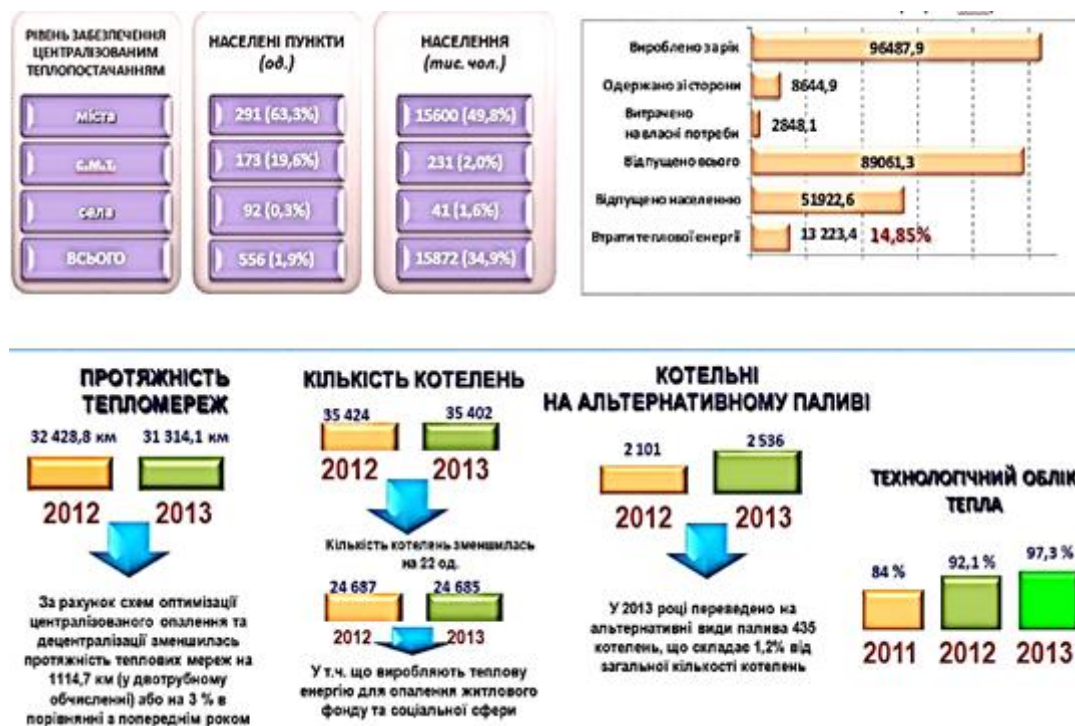 РІВЕНЬ ЗАБЕЗПЕЧЕННЯ
ЦЕНТРАЛІЗОВАНИМ
ТЕПЛОПОСТАЧАННЯМ
міста
с.м.т.
села
ВСЬОГО
НАСЕЛЕНІ ПУНКТИ
(од.)
291 (63,3%)
173 (19,6%)
92 (0,3%)
556 (1,9%)
НАСЕЛЕННЯ
(тис. чол.)
15600 (49,8%)
231 (2,0%)
41 (1,6%)
15872 (34,9%)
Вироблено за рік
96487,9
Одержано зі сторони
8644,9
Витрачено
на власні потреби
2848,1
Відпущено всього
89061,3
Відпущено населенню
51922,6
Втрати теплової енергії
13 223,4 14,85%
ПРОТЯЖНІСТЬ
ТЕПЛОМЕРЕЖ
32 428,8 км 31 314,1 км
2012 2013
За рахунок схем оптимізації
централізованого опалення та
децентралізації зменшилась
протяжність теплових мереж на
1114,7 км (у двотрубному
обчисленні) або на 3 % в
порівнянні з попереднім роком
КІЛЬКІСТЬ КОТЕЛЕНЬ
35 424 35 402
2012 2013
Кількість котелень зменшилась
на 22 од.
24 687 24 685
2012 2013
У т.ч. що виробляють теплову
енергію для опалення житлового
фонду та соціальної сфери
КОТЕЛЬНІ
НА АЛЬТЕРНАТИВНОМУ ПАЛИВІ
2 101 2 536
2012 2013
У 2013 році переведено на
альтернативні види палива 435
котелень, що складає 1,2% від
загальної кількості котелень
ТЕХНОЛОГІЧНИЙ ОБЛІК
ТЕПЛА
84 % 92,1 % 97,3 %
2011 2012 2013